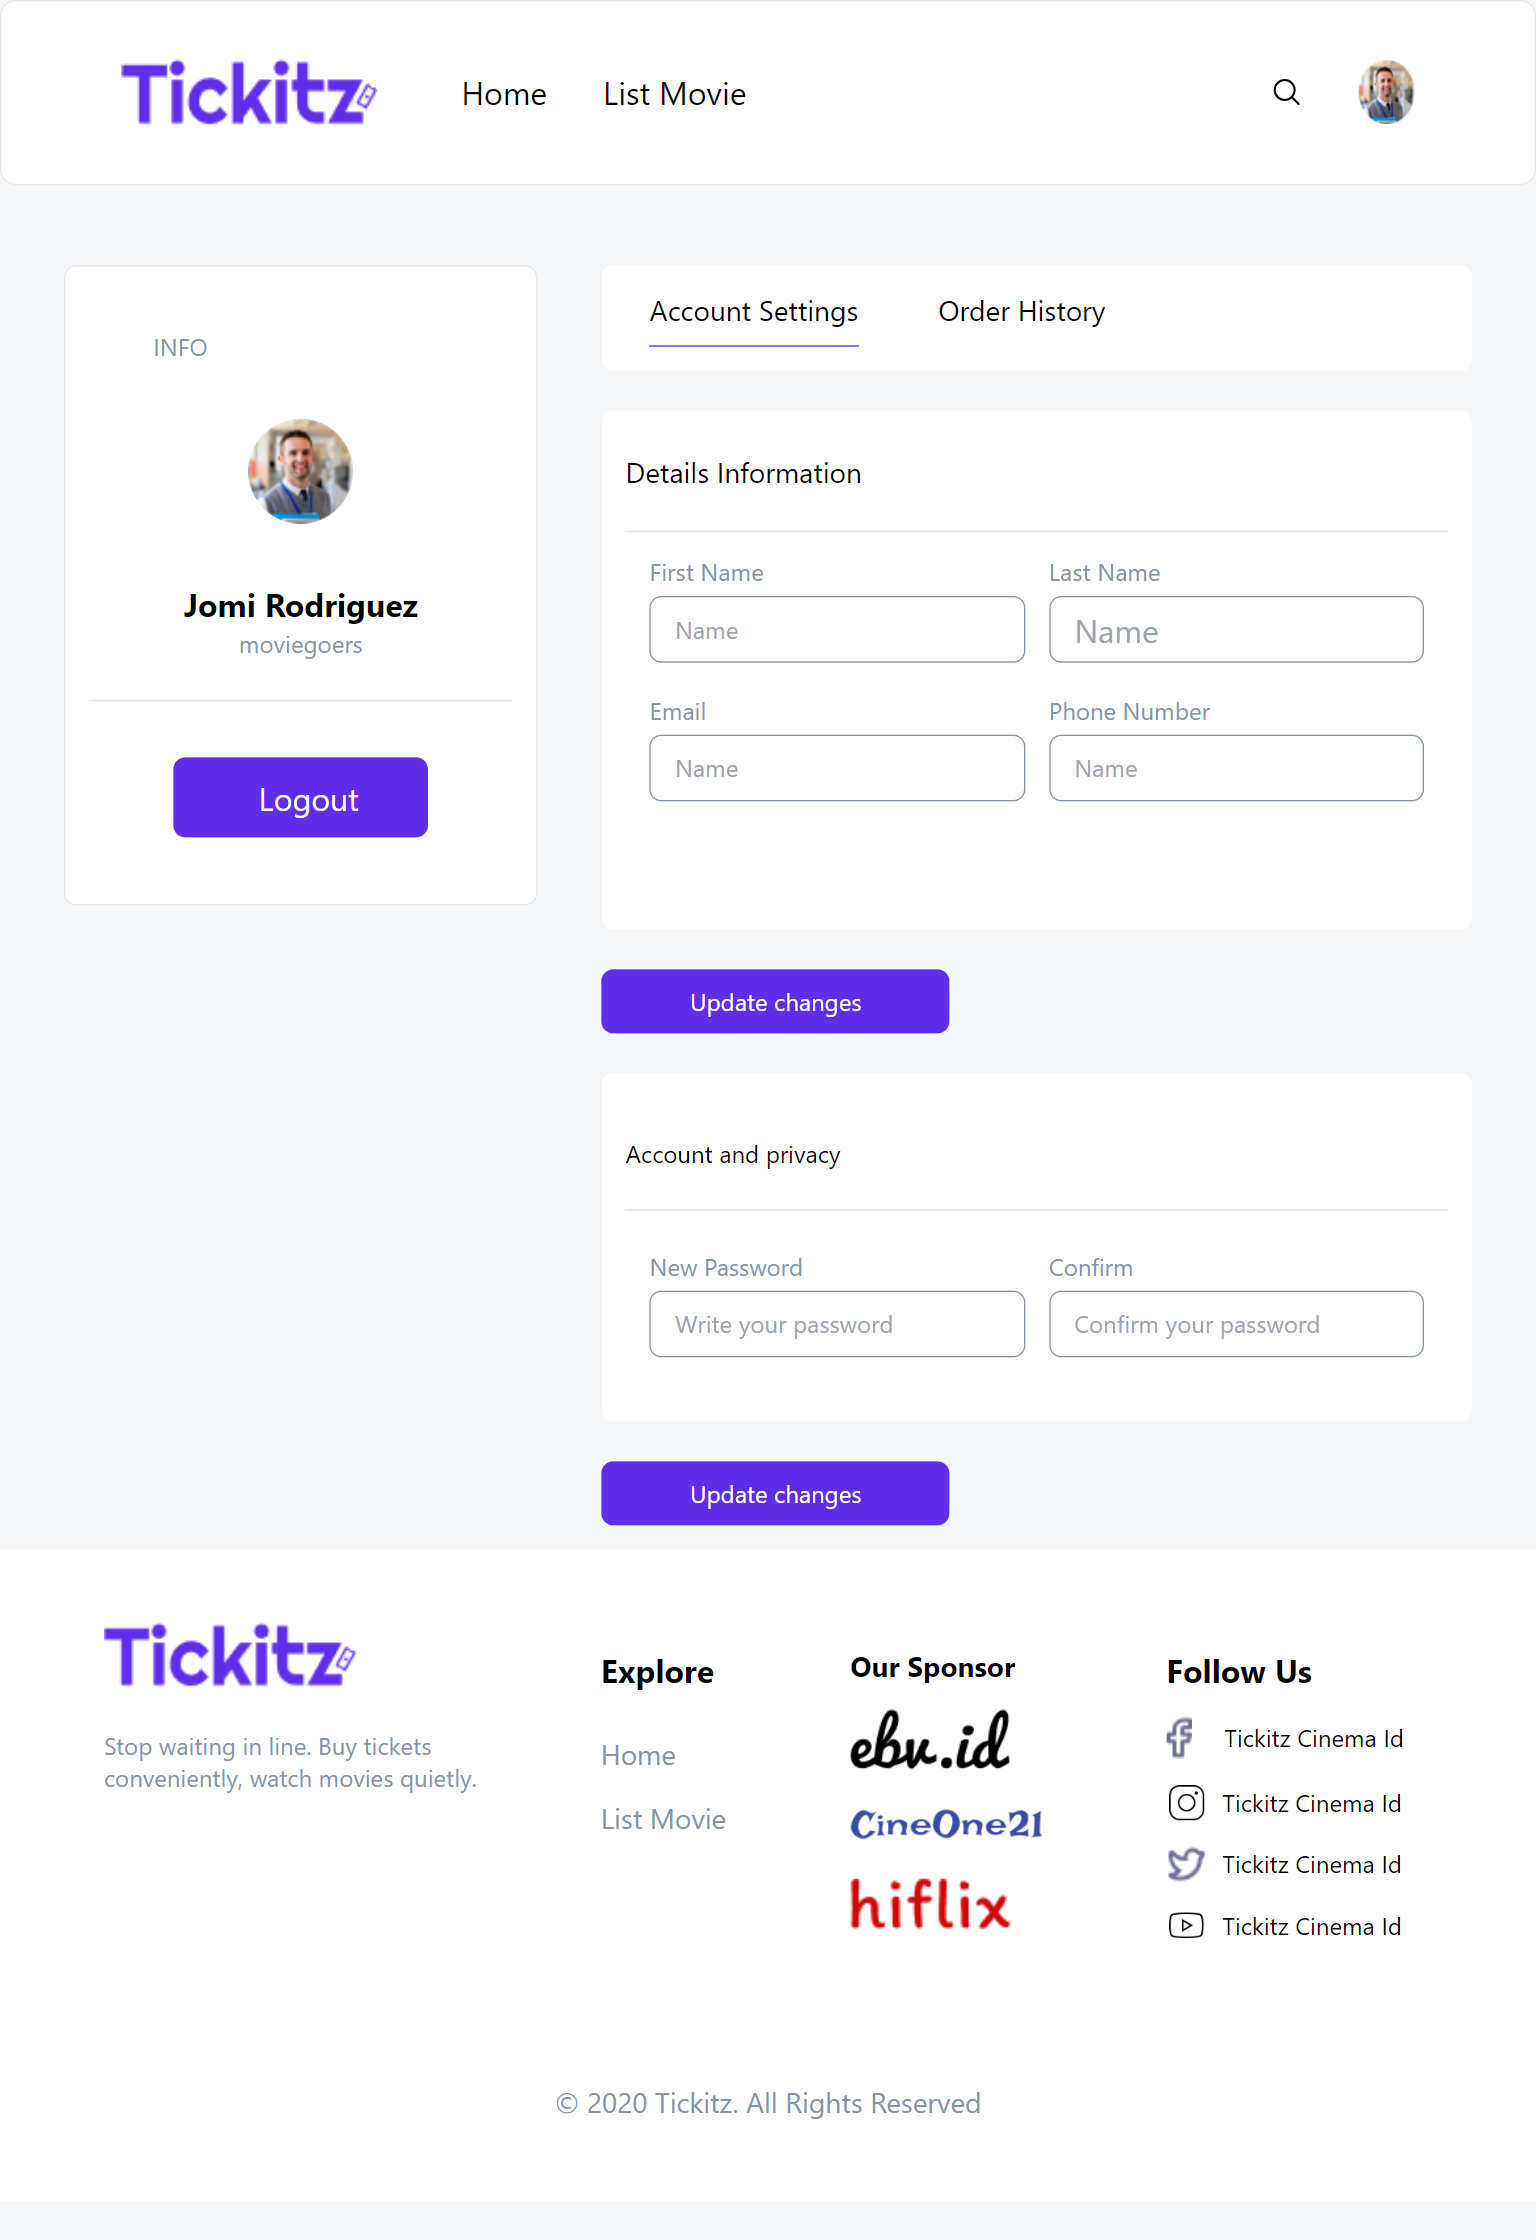 Tickitz
Home
List Movie
INFO
Jomi Rodriguez
moviegoers
Logout
Account Settings
Order History
Details Information
First Name
Last Name
Name
Name
Email
Phone Number
Name
Name
Update changes
Account and privacy
New Password
Confirm
Write your password
Confirm your password
Update changes
Tickitz
Stop waiting in line. Buy tickets
conveniently, watch movies quietly.
Explore
Home
List Movie
Our Sponsor
ebv.id
CineOne21
hiflix
Follow Us
Tickitz Cinema Id
Tickitz Cinema Id
Tickitz Cinema Id
Tickitz Cinema Id
© 2020 Tickitz. All Rights Reserved